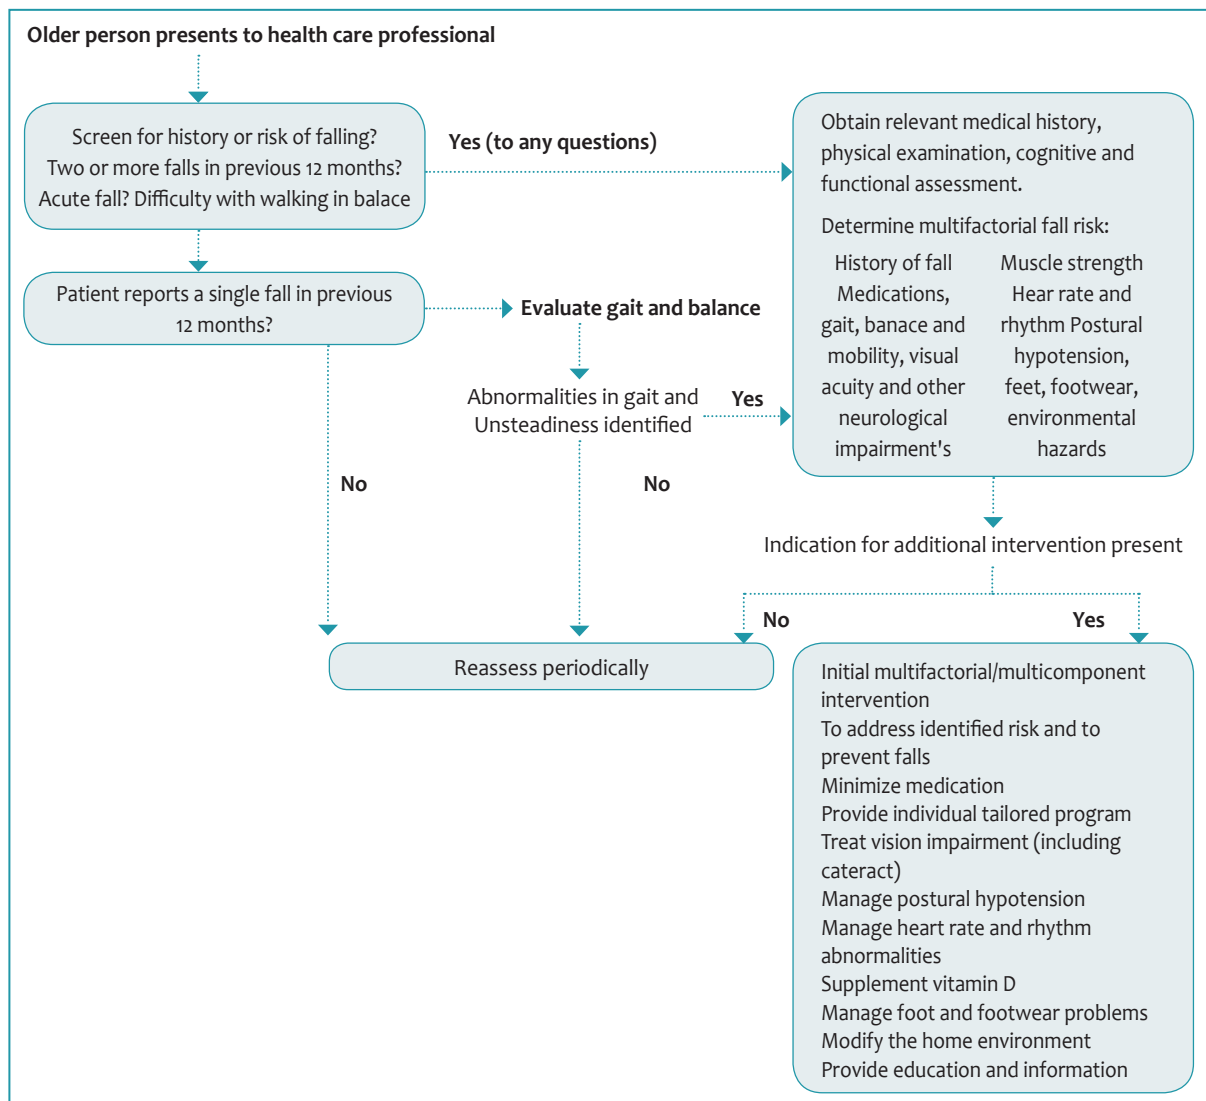 Older person presents to health care professional
Screen for history or risk of falling?
Two or more falls in previous 12 months?
Acute fall? Difficulty with walking in balace
Yes (to any questions)
Obtain relevant medical history,
physical examination, cognitive and
functional assessment.
Determine multifactorial fall risk:
History of fall
Medications,
gait, banace and
mobility, visual
acuity and other
neurological
impairment's
Muscle strength
Hear rate and
rhythm Postural
hypotension,
feet, footwear,
environmental
hazards
Patient reports a single fall in previous
12 months?
Evaluate gait and balance
Abnormalities in gait and
Unsteadiness identified
Yes
No
No
Indication for additional intervention present
No
Yes
Reassess periodically
Initial multifactorial/multicomponent
intervention
To address identified risk and to
prevent falls
Minimize medication
Provide individual tailored program
Treat vision impairment (including
cateract)
Manage postural hypotension
Manage heart rate and rhythm
abnormalities
Supplement vitamin D
Manage foot and footwear problems
Modify the home environment
Provide education and information